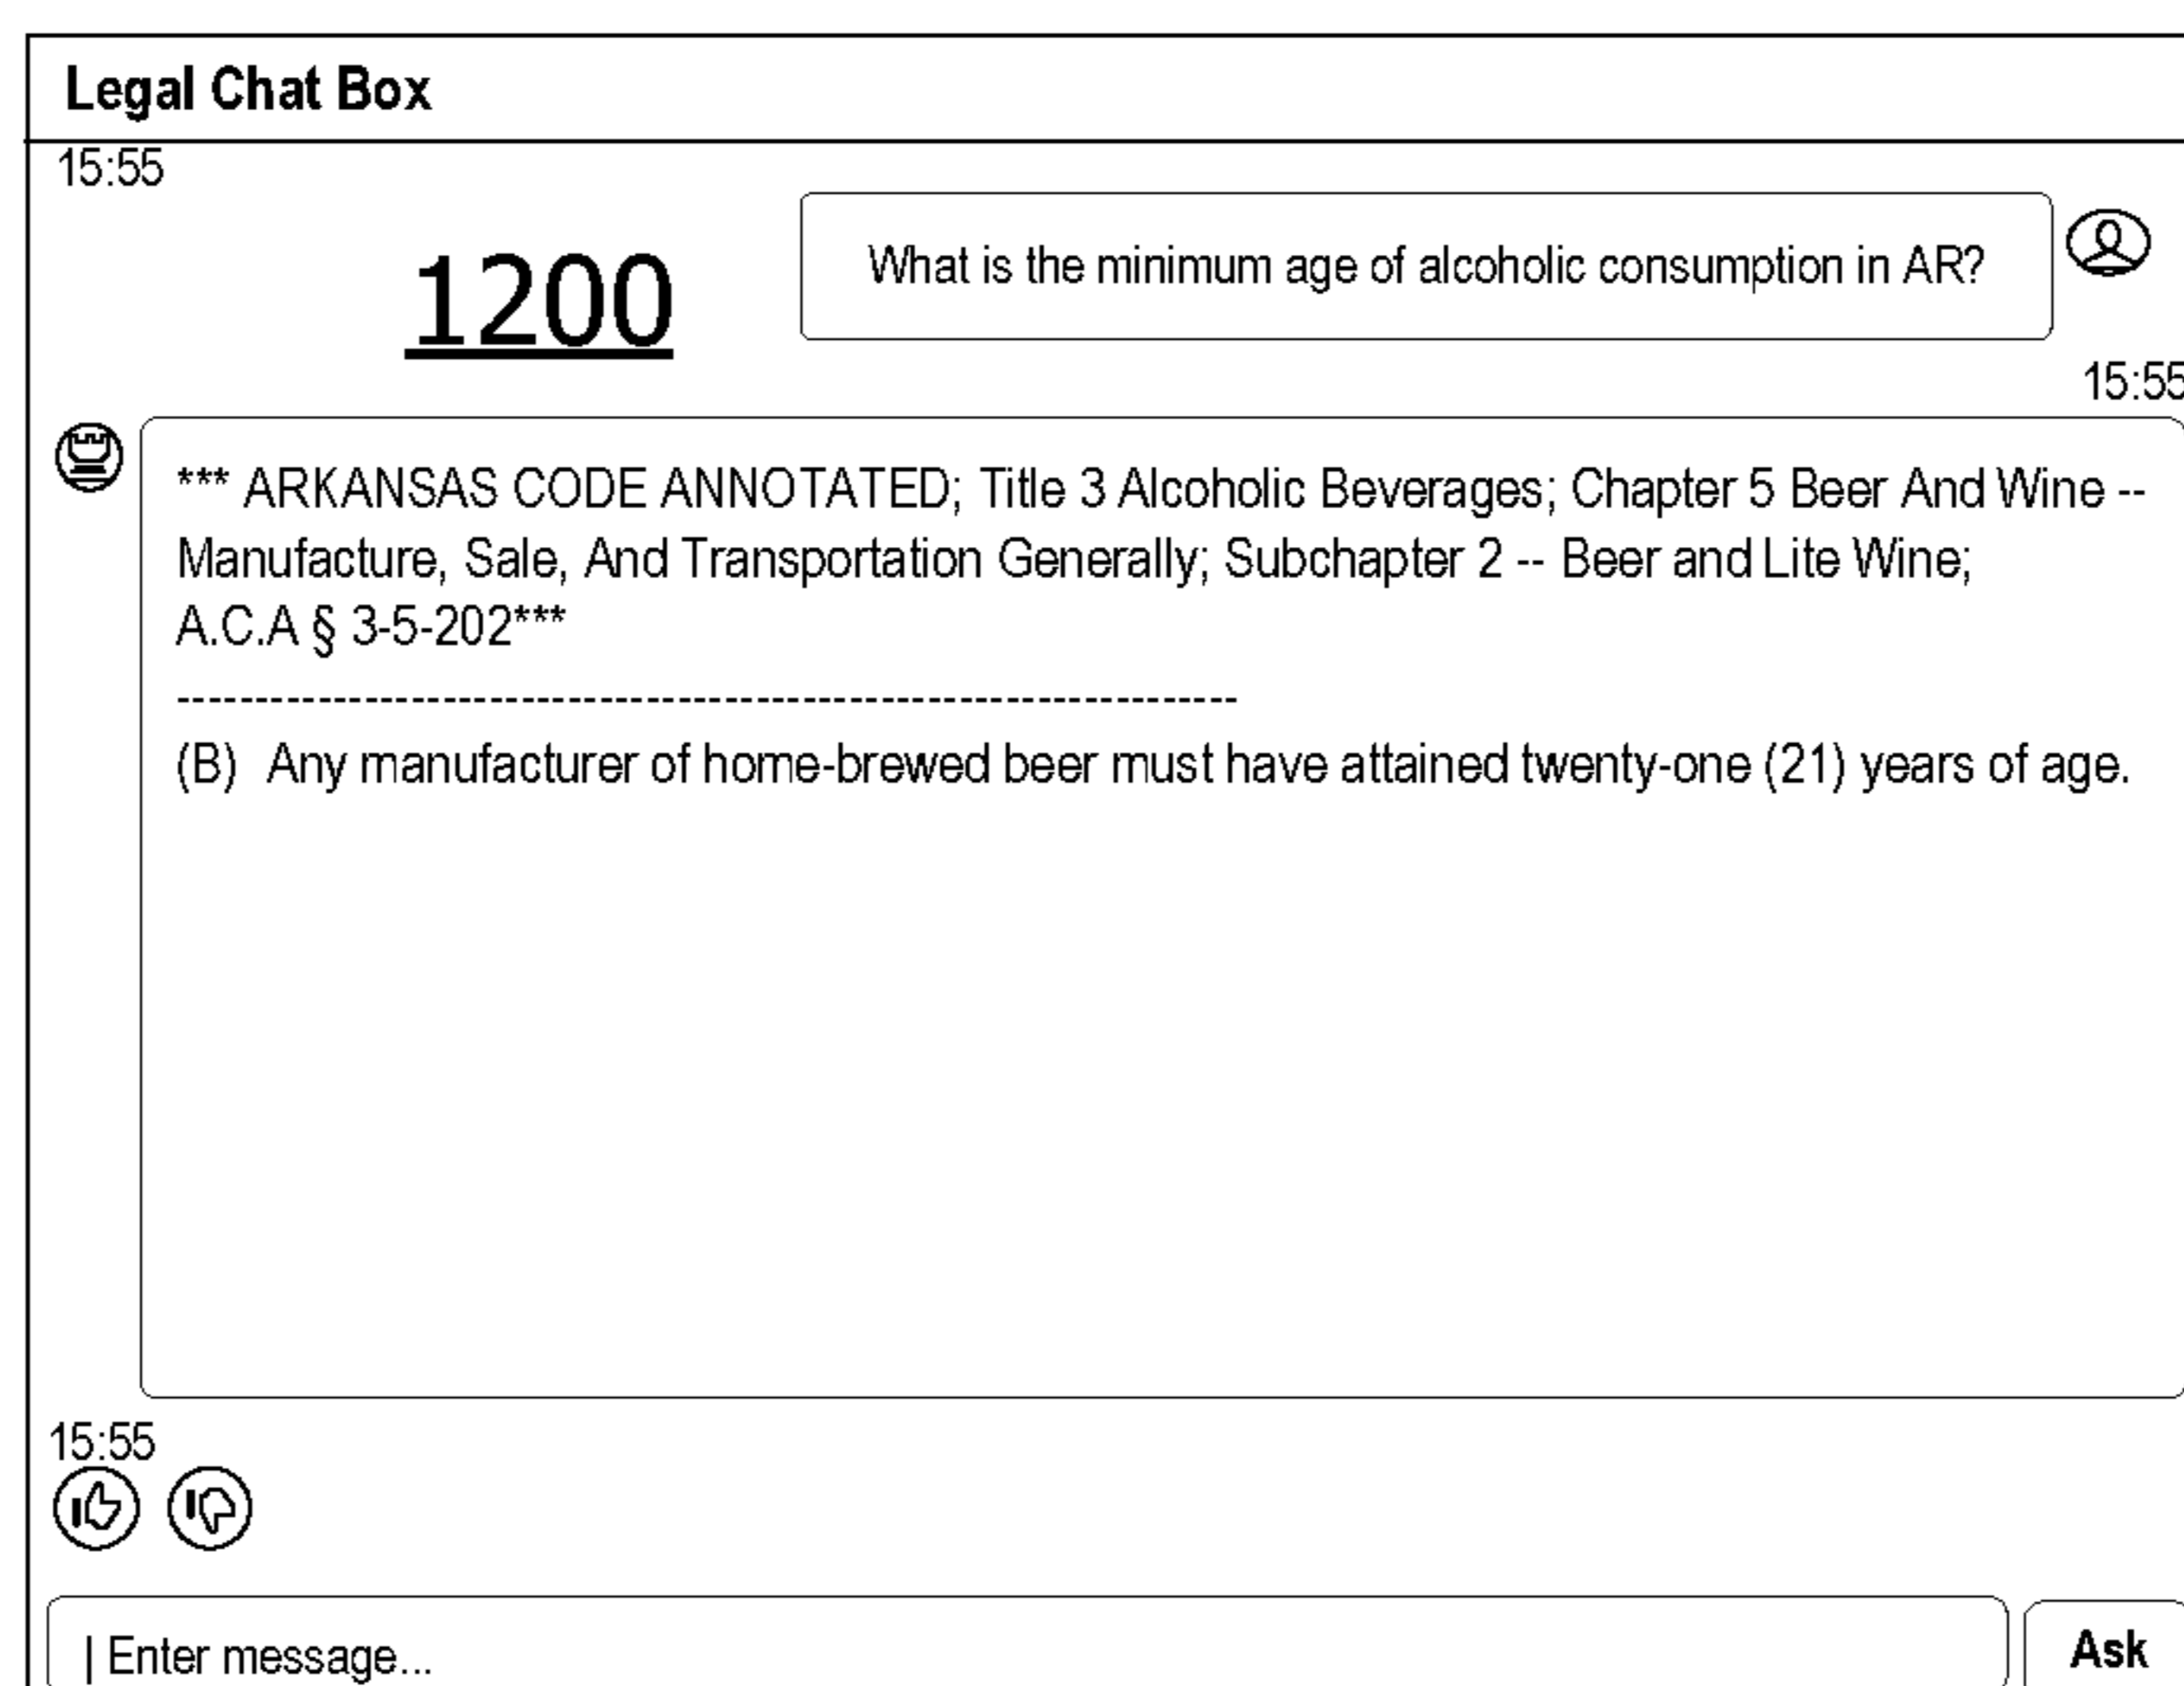 Legal Chat Box
15:55
1200
What is the minimum age of alcoholic consumption in AR?
15:55
*** ARKANSAS CODE ANNOTATED; Title 3 Alcoholic Beverages; Chapter 5 Beer And Wine --
Manufacture, Sale, And Transportation Generally; Subchapter 2 -- Beer and Lite Wine;
A.C.A § 3-5-202***
--------------------------------------------------------------------
(B) Any manufacturer of home-brewed beer must have attained twenty-one (21) years of age.
15:55
| Enter message...
Ask